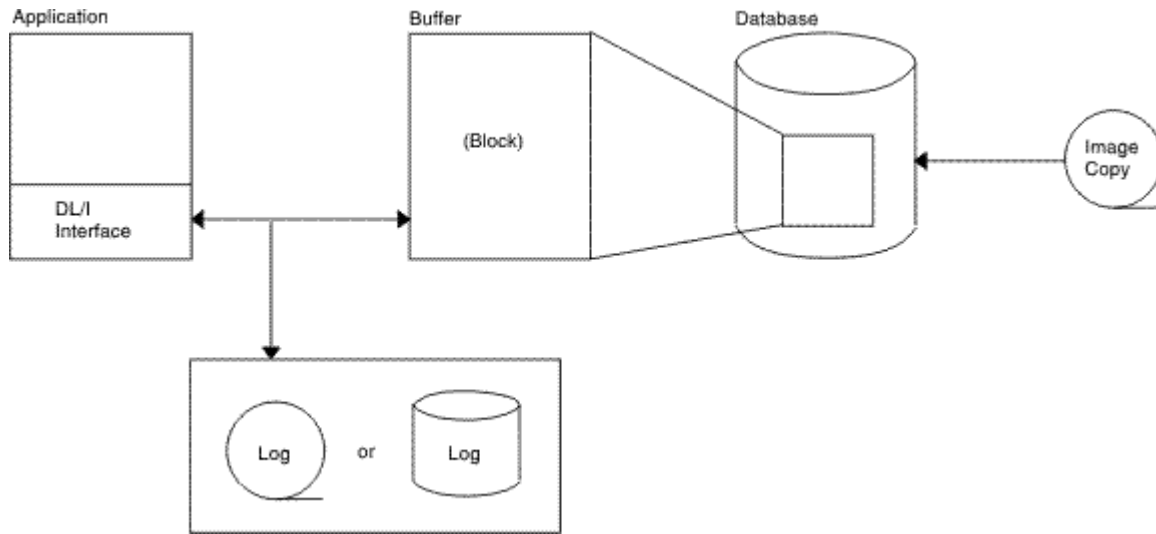 Application
Buffer
Database
(Block)
Image
Copy
DL/I
Interface
Log
or
Log